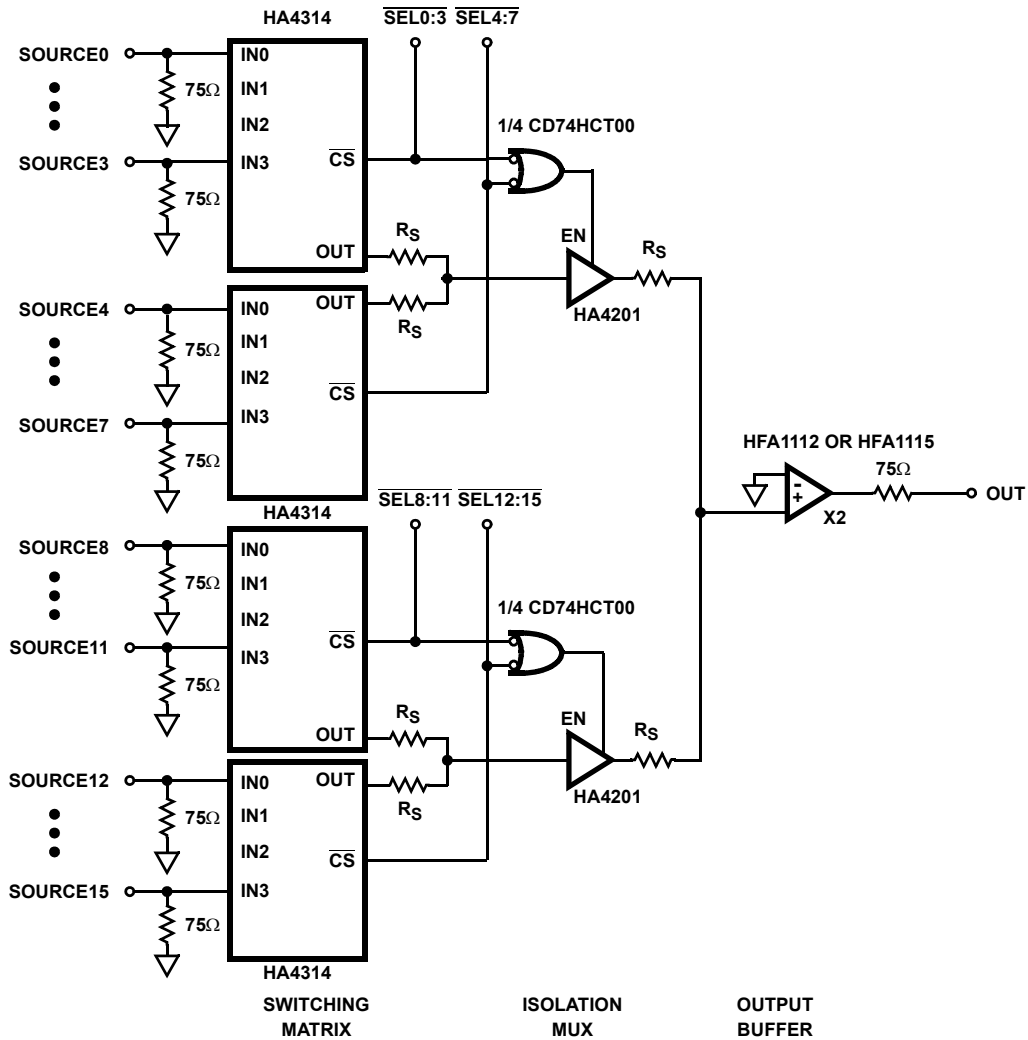 HA4314
SEL0:3 SEL4:7
SOURCE0
IN0
75Ω
IN1
IN2
1/4 CD74HCT00
SOURCE3
IN3
CS
75Ω
RS
EN
RS
OUT
OUT
SOURCE4
IN0
RS
HA4201
75Ω
IN1
IN2
CS
SOURCE7
IN3
75Ω
HFA1112 OR HFA1115
75Ω
-
+
OUT
X2
SEL8:11 SEL12:15
HA4314
SOURCE8
IN0
75Ω
IN1
IN2
1/4 CD74HCT00
SOURCE11
IN3
CS
75Ω
RS
EN
RS
OUT
SOURCE12
IN0
OUT
RS
HA4201
75Ω
IN1
IN2
CS
SOURCE15
IN3
75Ω
HA4314
SWITCHING
MATRIX
ISOLATION
MUX
OUTPUT
BUFFER